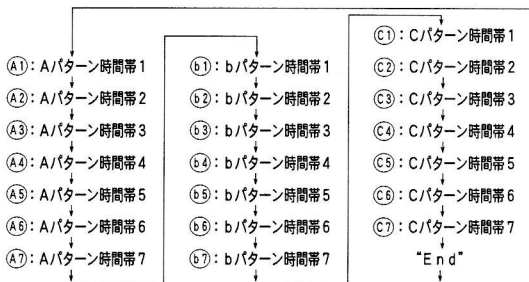 A1：Aパターン時間帯1
A2：Aパターン時間帯2
A3：Aパターン時間帯3
A4：Aパターン時間帯4
A5：Aパターン時間帯5
A6：Aパターン時間帯6
A7：Aパターン時間帯7
b1：bパターン時間帯1
b2：bパターン時間帯2
b3：bパターン時間帯3
b4：bパターン時間帯4
b5：bパターン時間帯5
b6：bパターン時間帯6
b7：bパターン時間帯7
C1：Cパターン時間帯1
C2：Cパターン時間帯2
C3：Cパターン時間帯3
C4：Cパターン時間帯4
C5：Cパターン時間帯5
C6：Cパターン時間帯6
C7：Cパターン時間帯7
“End”